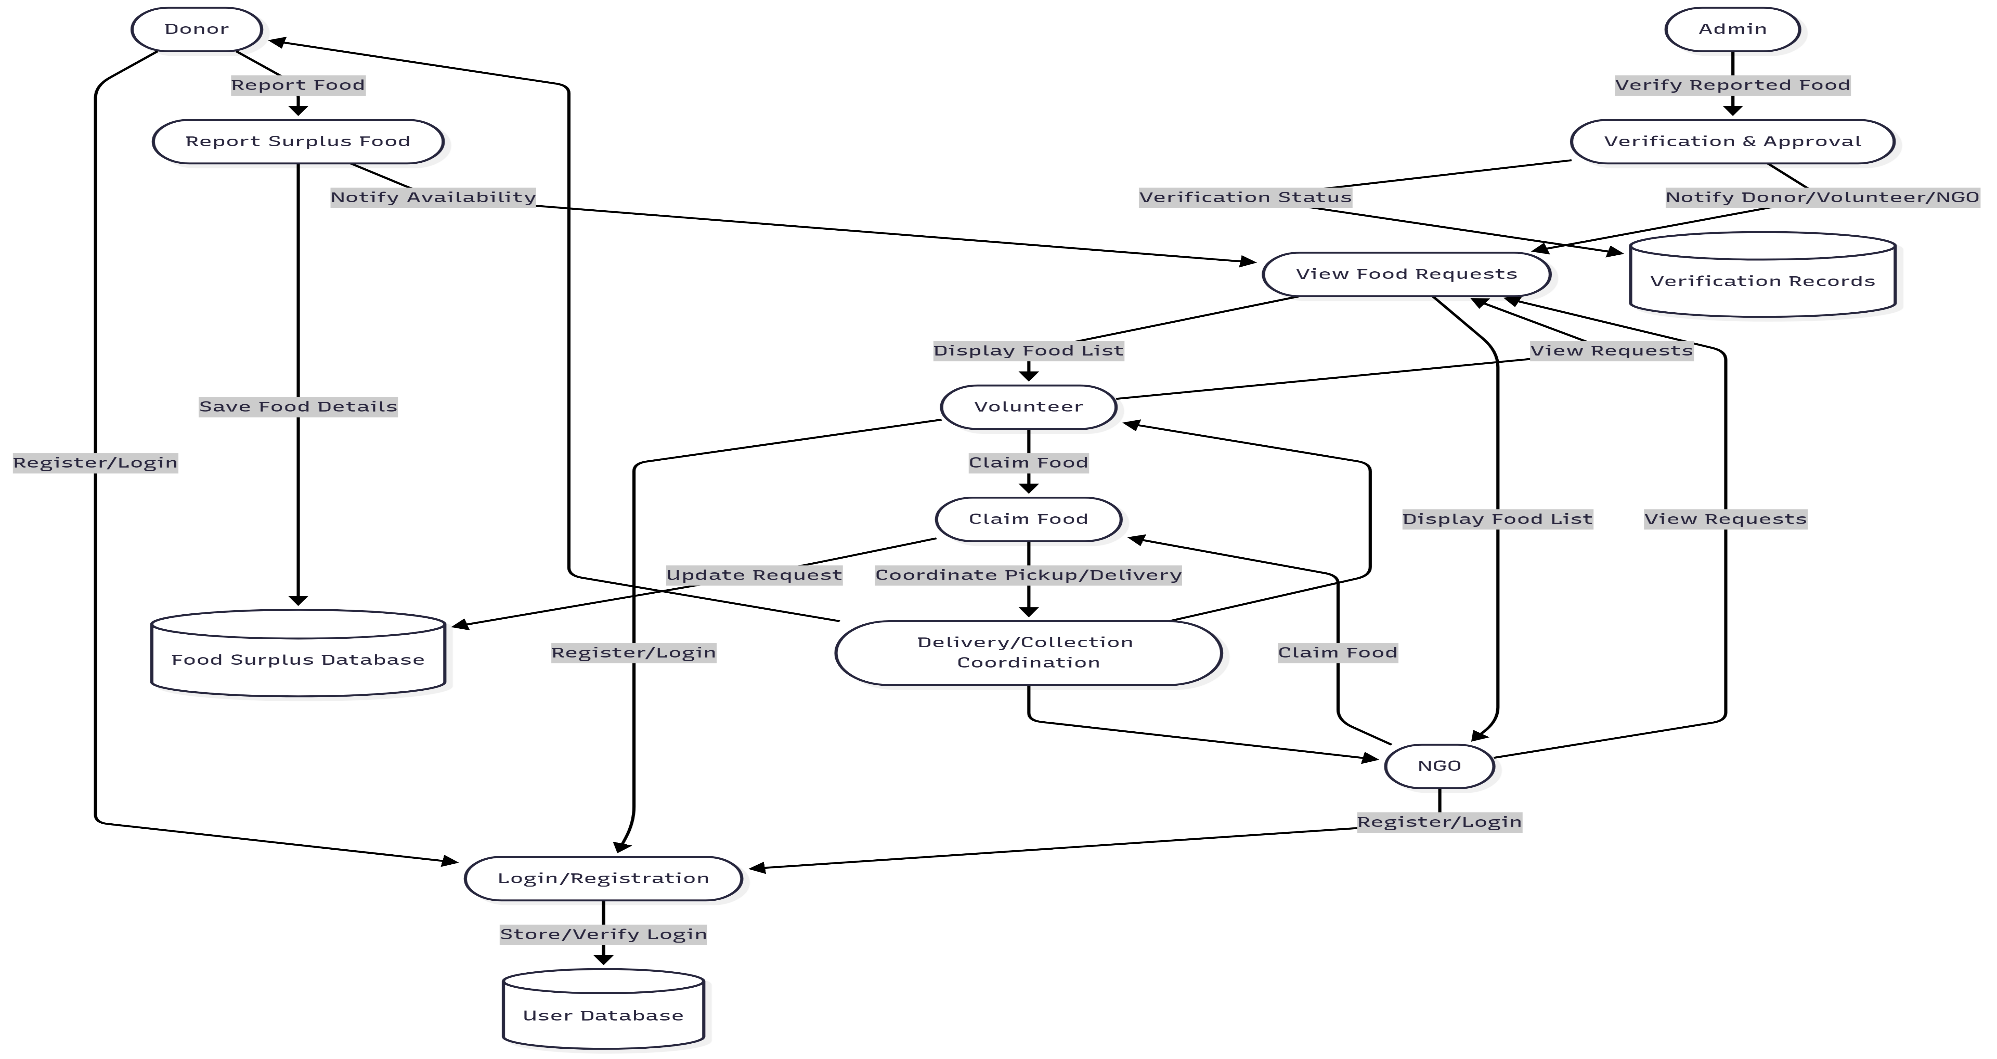 Donor
Admin
Report Food
Verify Reported Food
Report Surplus Food
Verification & Approval
Notify Availability
Verification Status
Notify Donor/Volunteer/NGO
View Food Requests
Verification Records
Display Food List
View Requests
Save Food Details
Volunteer
Register/Login
Claim Food
Claim Food
Display Food List
View Requests
Update Request
Coordinate Pickup/Delivery
Food Surplus Database
Register/Login
Delivery/Collection
Coordination
Claim Food
NGO
Register/Login
Login/Registration
Store/Verify Login
User Database